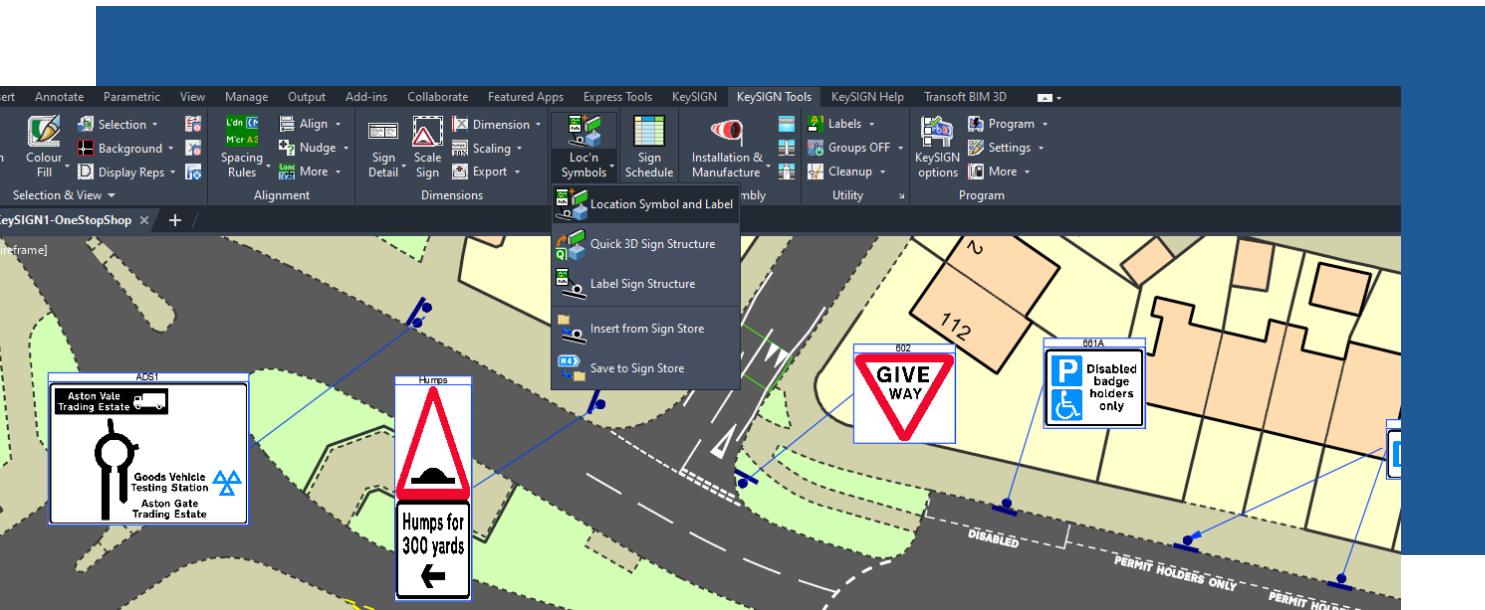 Annotate Parametric View Manage Output Add-ins Collaborate Featured Apps Express Tools KeySIGN KeySIGN Tools KeySIGN Help Transoft BIM 3D
Colour
Fill
Selection
Background
Display Reps
Selection & View
L'dn
M'cr A3
Spacing
Rules
Align
Nudge
More
Alignment
Sign
Detail
Scale
Sign
Dimension
Scaling
Export
Dimensions
Loc'n
Symbols
Sign
Schedule
Installation &
Manufacture
Labels
Groups OFF
Cleanup
Utility
KeySIGN
options
Program
Settings
More
Program
Location Symbol and Label
Quick 3D Sign Structure
Label Sign Structure
Insert from Sign Store
Save to Sign Store
KeySIGN1-OneStopShop × +
ADS1
Aston Vale
Trading Estate
Goods Vehicle
Testing Station
Aston Gate
Trading Estate
Humps
Humps for
300 yards
602
GIVE
WAY
661A
P
Disabled
badge
holders
only
2
112
DISABLED
PERMIT HOLDERS ONLY
PERMIT